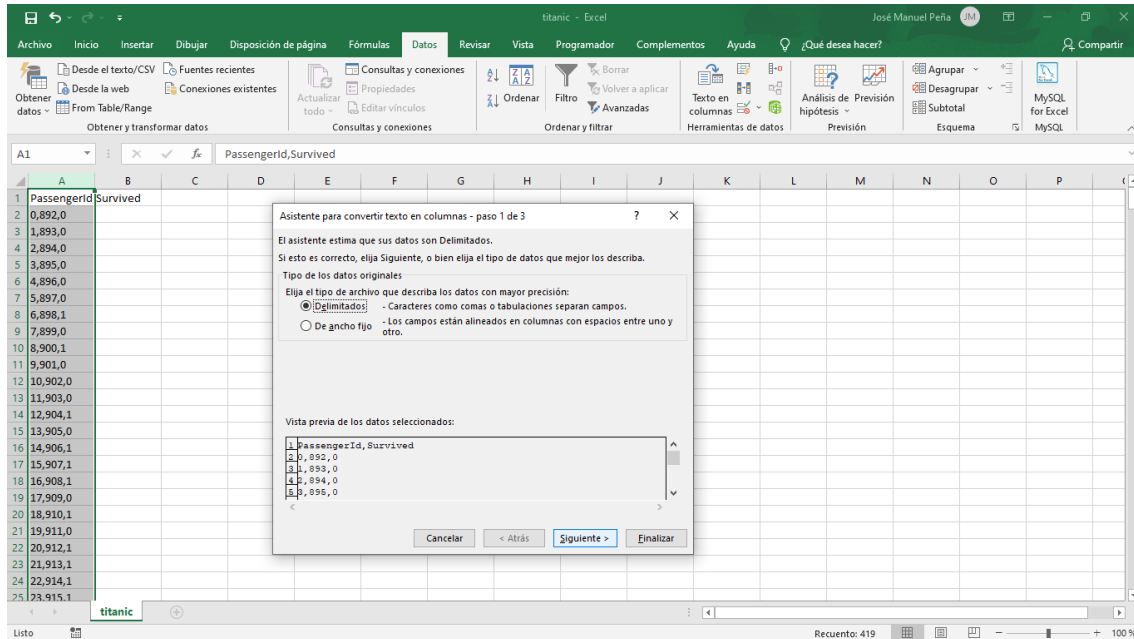 titanic - Excel
José Manuel Peña
JM
Archivo Inicio Insertar Dibujar Disposición de página Fórmulas Datos Revisar Vista Programador Complementos Ayuda ¿Qué desea hacer? Compartir
Obtener datos
Desde el texto/CSV
Desde la web
From Table/Range
Fuentes recientes
Conexiones existentes
Obtener y transformar datos
Actualizar todo
Consultas y conexiones
Propiedades
Editar vínculos
Consultas y conexiones
Ordenar
Filtro
Borrar
Volver a aplicar
Avanzadas
Ordenar y filtrar
Texto en columnas
Herramientas de datos
Análisis de hipótesis
Previsión
Previsión
Agrupar
Desagrupar
Subtotal
Esquema
MySQL for Excel
MySQL
A1
fx
PassengerId,Survived
A B C D E F G H I J K L M N O P
1 PassengerId,Survived
2 0,892,0
3 1,893,0
4 2,894,0
5 3,895,0
6 4,896,0
7 5,897,0
8 6,898,1
9 7,899,0
10 8,900,1
11 9,901,0
12 10,902,0
13 11,903,0
14 12,904,1
15 13,905,0
16 14,906,1
17 15,907,1
18 16,908,1
19 17,909,0
20 18,910,1
21 19,911,0
22 20,912,1
23 21,913,1
24 22,914,1
25 23,915,1
Asistente para convertir texto en columnas - paso 1 de 3
?
El asistente estima que sus datos son Delimitados.
Si esto es correcto, elija Siguiente, o bien elija el tipo de datos que mejor los describa.
Tipo de los datos originales
Elija el tipo de archivo que describa los datos con mayor precisión:
Delimitados - Caracteres como comas o tabulaciones separan campos.
De ancho fijo - Los campos están alineados en columnas con espacios entre uno y
otro.
Vista previa de los datos seleccionados:
1 PassengerId,Survived
2 0,892,0
3 1,893,0
4 2,894,0
5 3,895,0
Cancelar < Atrás Siguiente > Finalizar
titanic
Listo
Recuento: 419
100 %